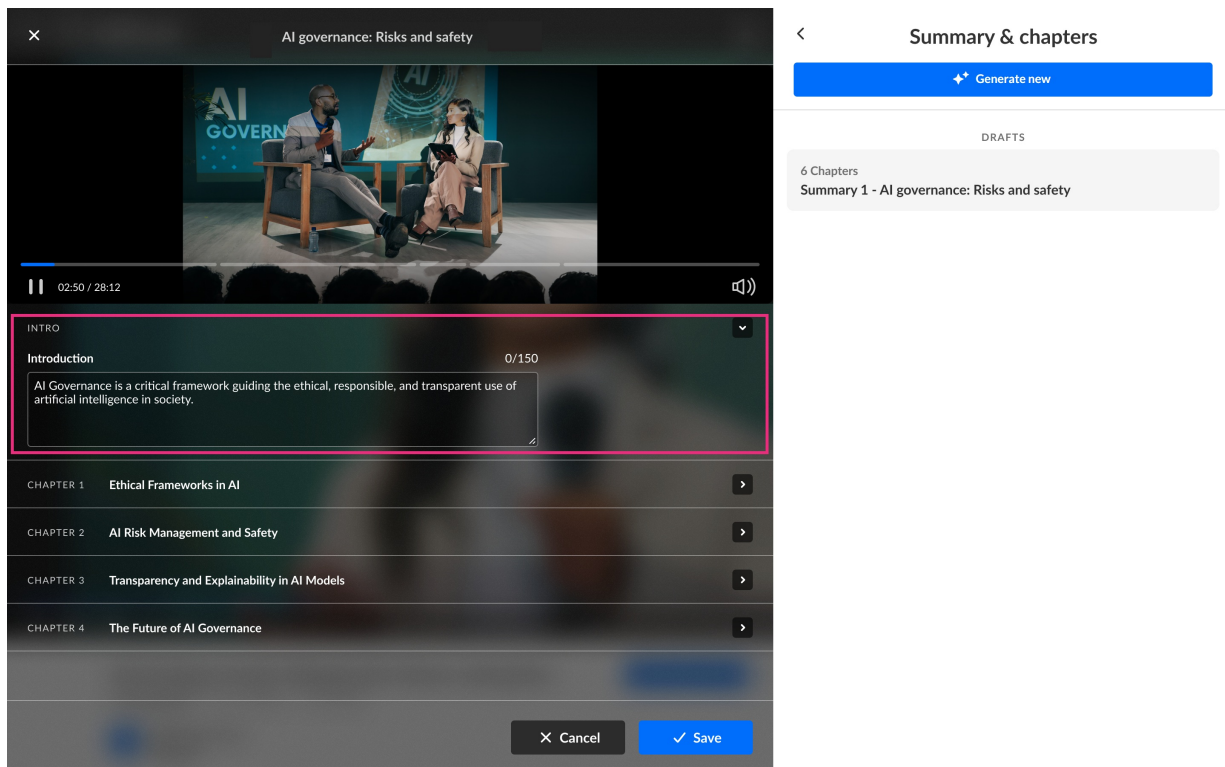 AI governance: Risks and safety
AI
AI
GOVERN
02:50 / 28:12
INTRO
Introduction
0/150
AI Governance is a critical framework guiding the ethical, responsible, and transparent use of
artificial intelligence in society.
CHAPTER 1 Ethical Frameworks in AI
CHAPTER 2 AI Risk Management and Safety
CHAPTER 3 Transparency and Explainability in AI Models
CHAPTER 4 The Future of AI Governance
Cancel
Save
Summary & chapters
Generate new
DRAFTS
6 Chapters
Summary 1 - AI governance: Risks and safety